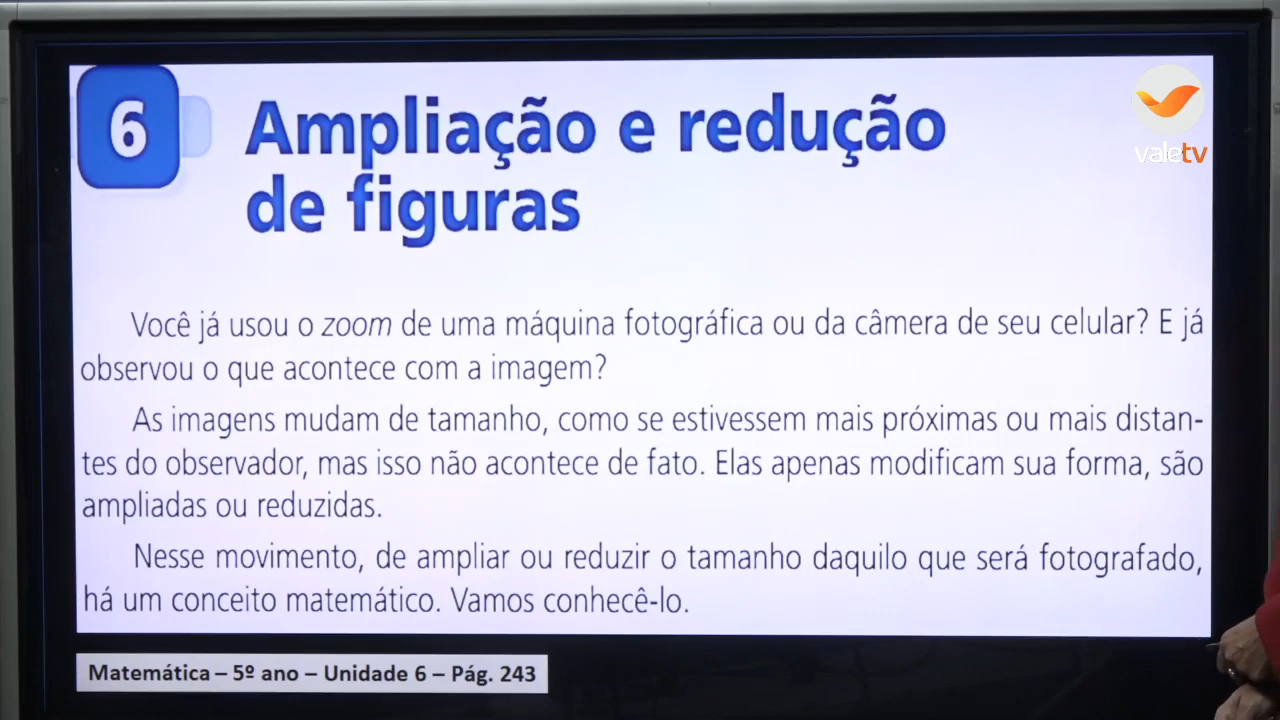 6
Ampliação e redução
de figuras
valetv
Você já usou o zoom de uma máquina fotográfica ou da câmera de seu celular? E já
observou o que acontece com a imagem?
As imagens mudam de tamanho, como se estivessem mais próximas ou mais distan-
tes do observador, mas isso não acontece de fato. Elas apenas modificam sua forma, são
ampliadas ou reduzidas.
Nesse movimento, de ampliar ou reduzir o tamanho daquilo que será fotografado,
há um conceito matemático. Vamos conhecê-lo.
Matemática – 5º ano – Unidade 6 – Pág. 243